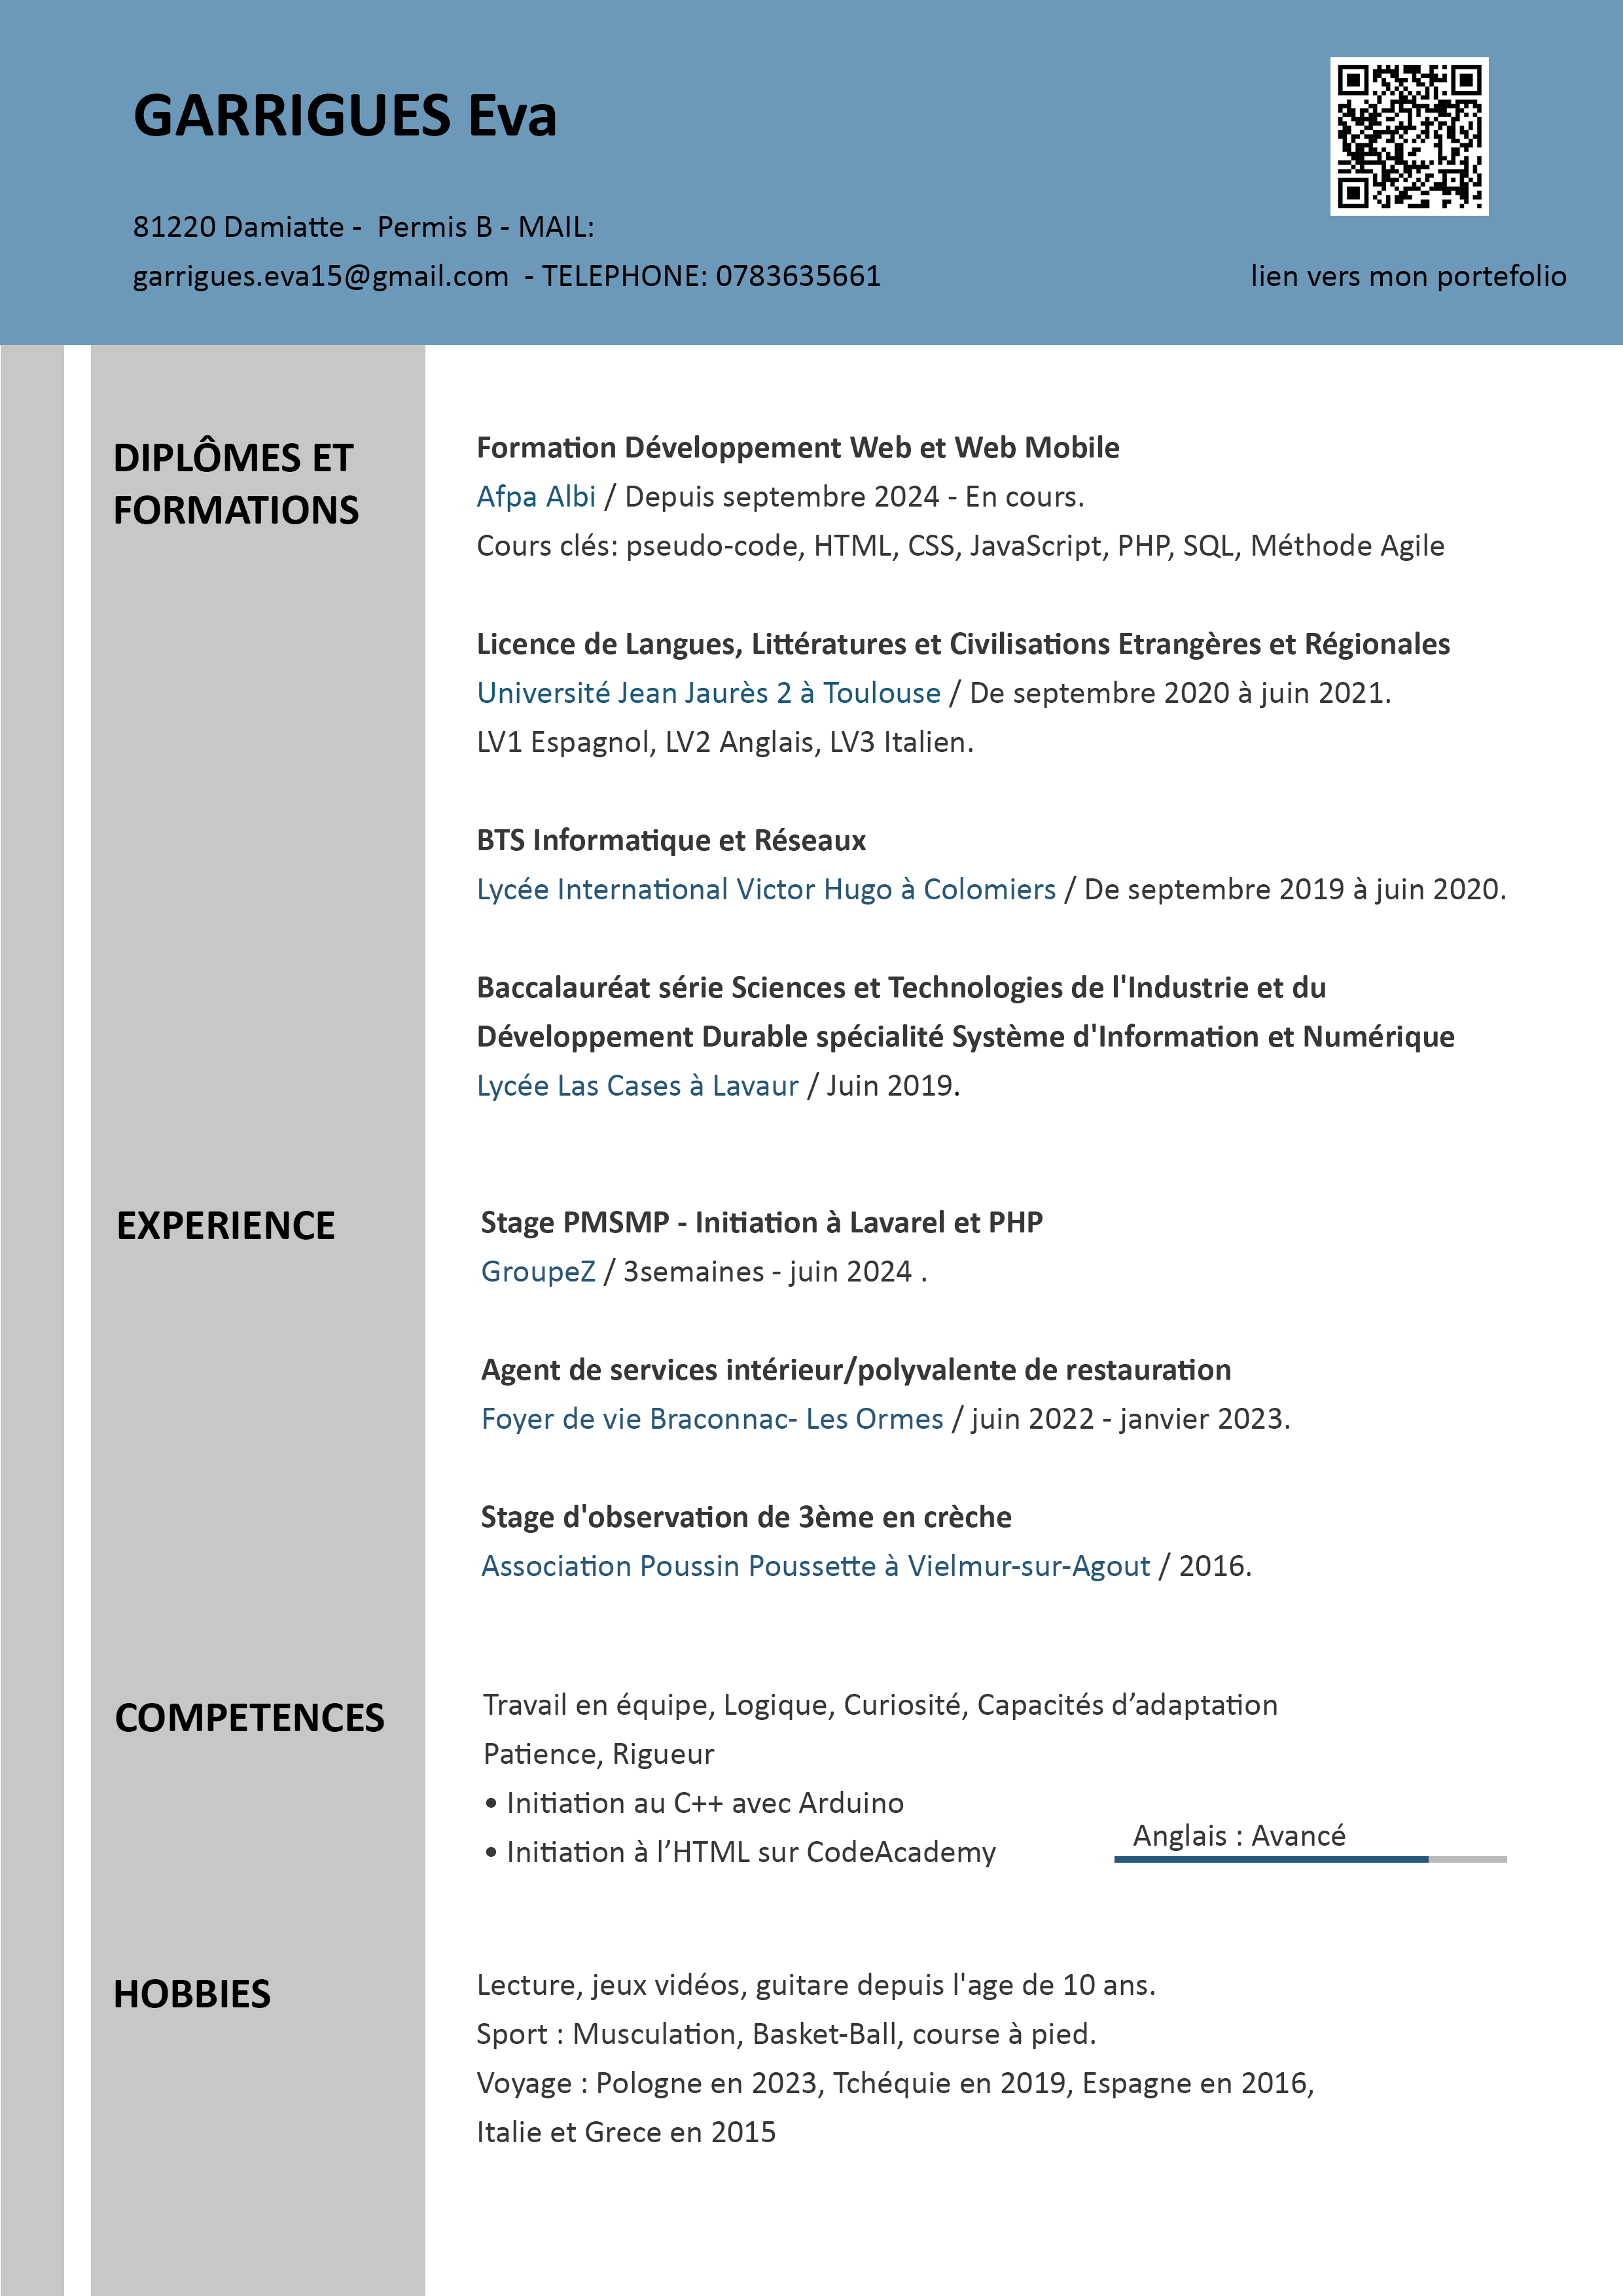 GARRIGUES Eva
81220 Damiatte -  Permis B - MAIL:
garrigues.eva15@gmail.com  - TELEPHONE: 0783635661
lien vers mon portefolio
DIPLÔMES ET
FORMATIONS
Formation Développement Web et Web Mobile
Afpa Albi / Depuis septembre 2024 - En cours.
Cours clés: pseudo-code, HTML, CSS, JavaScript, PHP, SQL, Méthode Agile
Licence de Langues, Littératures et Civilisations Etrangères et Régionales
Université Jean Jaurès 2 à Toulouse / De septembre 2020 à juin 2021.
LV1 Espagnol, LV2 Anglais, LV3 Italien.
BTS Informatique et Réseaux
Lycée International Victor Hugo à Colomiers / De septembre 2019 à juin 2020.
Baccalauréat série Sciences et Technologies de l'Industrie et du
Développement Durable spécialité Système d'Information et Numérique
Lycée Las Cases à Lavaur / Juin 2019.
EXPERIENCE
Stage PMSMP - Initiation à Lavarel et PHP
GroupeZ / 3semaines - juin 2024 .
Agent de services intérieur/polyvalente de restauration
Foyer de vie Braconnac- Les Ormes / juin 2022 - janvier 2023.
Stage d'observation de 3ème en crèche
Association Poussin Poussette à Vielmur-sur-Agout / 2016.
COMPETENCES
Travail en équipe, Logique, Curiosité, Capacités d’adaptation
Patience, Rigueur
• Initiation au C++ avec Arduino
• Initiation à l’HTML sur CodeAcademy
Anglais : Avancé
HOBBIES
Lecture, jeux vidéos, guitare depuis l'age de 10 ans.
Sport : Musculation, Basket-Ball, course à pied.
Voyage : Pologne en 2023, Tchéquie en 2019, Espagne en 2016,
Italie et Grece en 2015